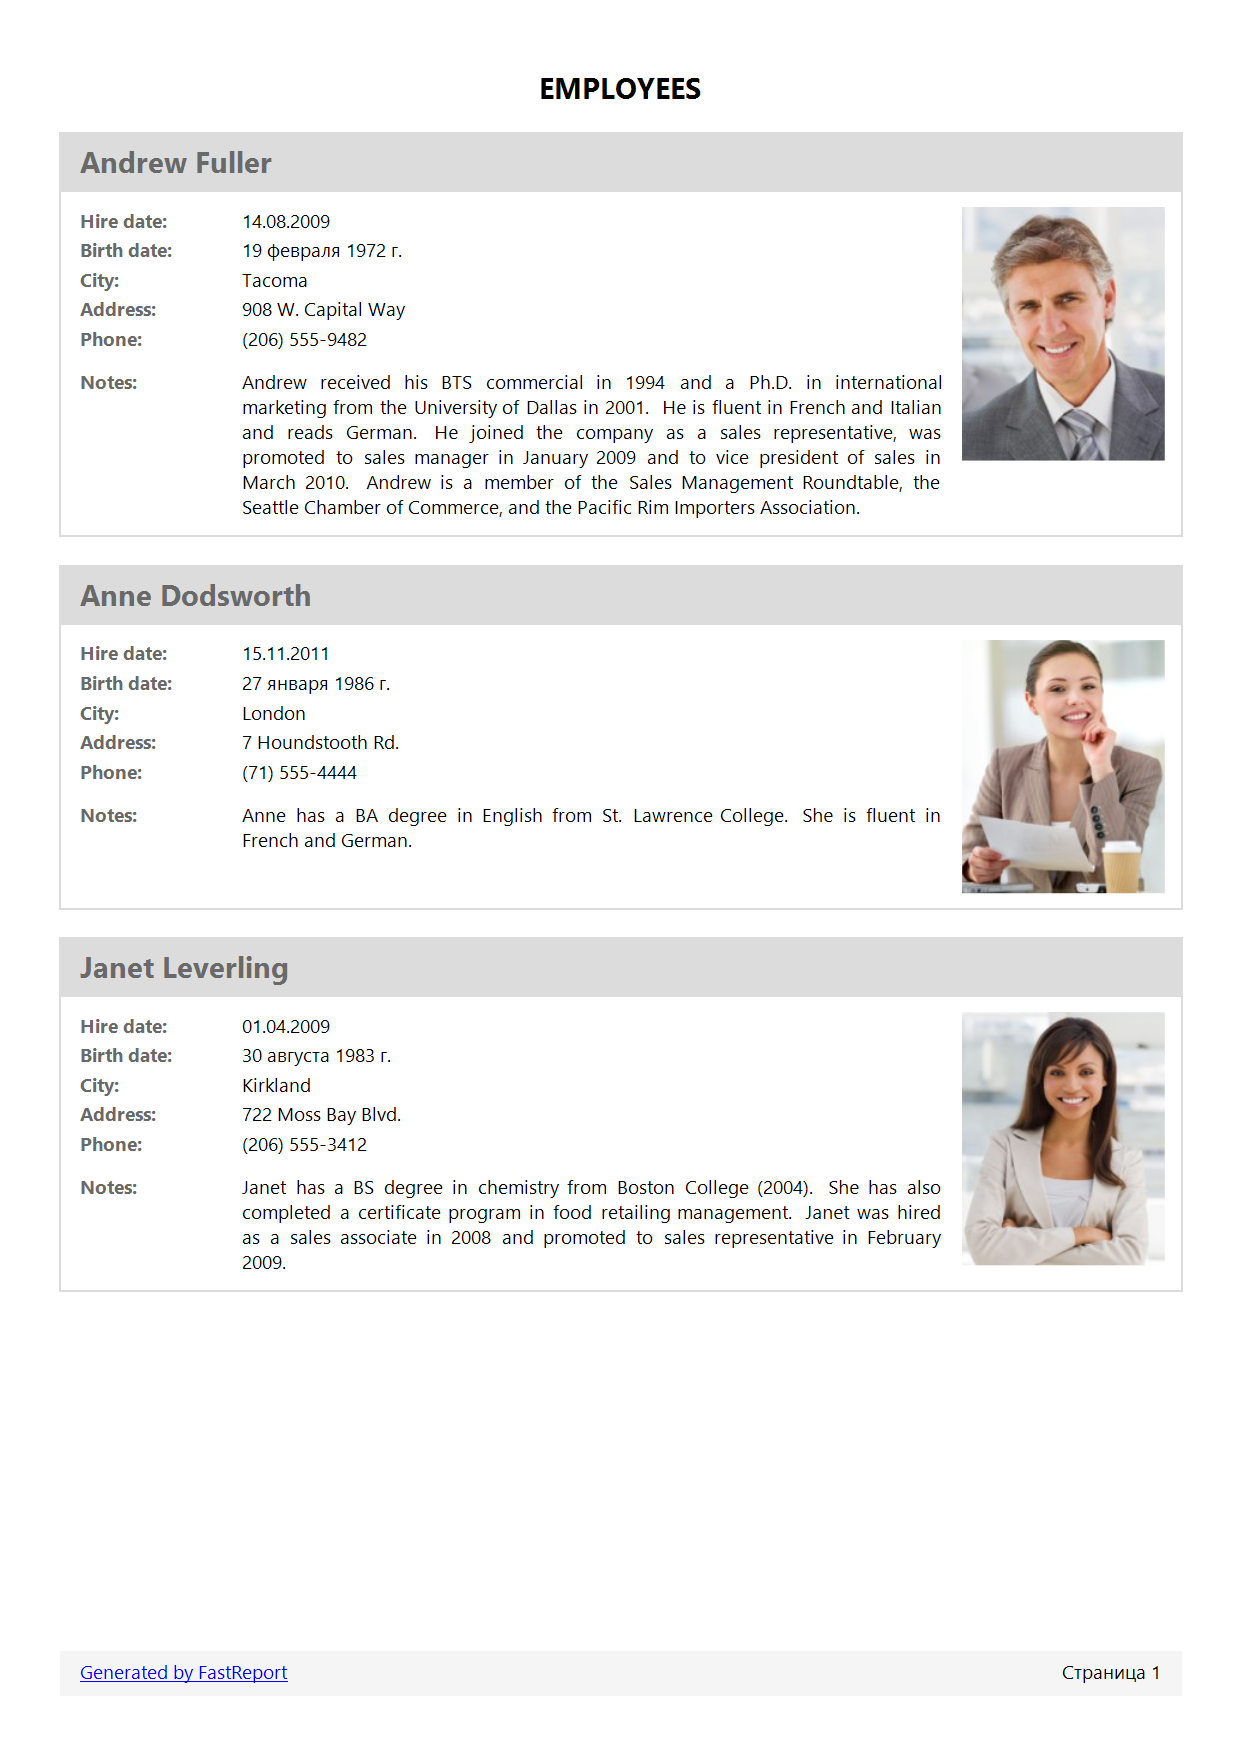 EMPLOYEES
Andrew Fuller
Hire date: 14.08.2009
Birth date: 19 февраля 1972 г.
City: Tacoma
Address: 908 W. Capital Way
Phone: (206) 555-9482
Notes: Andrew received his BTS commercial in 1994 and a Ph.D. in international
marketing from the University of Dallas in 2001. He is fluent in French and Italian
and reads German. He joined the company as a sales representative, was
promoted to sales manager in January 2009 and to vice president of sales in
March 2010. Andrew is a member of the Sales Management Roundtable, the
Seattle Chamber of Commerce, and the Pacific Rim Importers Association.
Anne Dodsworth
Hire date: 15.11.2011
Birth date: 27 января 1986 г.
City: London
Address: 7 Houndstooth Rd.
Phone: (71) 555-4444
Notes: Anne has a BA degree in English from St. Lawrence College. She is fluent in
French and German.
Janet Leverling
Hire date: 01.04.2009
Birth date: 30 августа 1983 г.
City: Kirkland
Address: 722 Moss Bay Blvd.
Phone: (206) 555-3412
Notes: Janet has a BS degree in chemistry from Boston College (2004). She has also
completed a certificate program in food retailing management. Janet was hired
as a sales associate in 2008 and promoted to sales representative in February
2009.
Generated by FastReport Страница 1